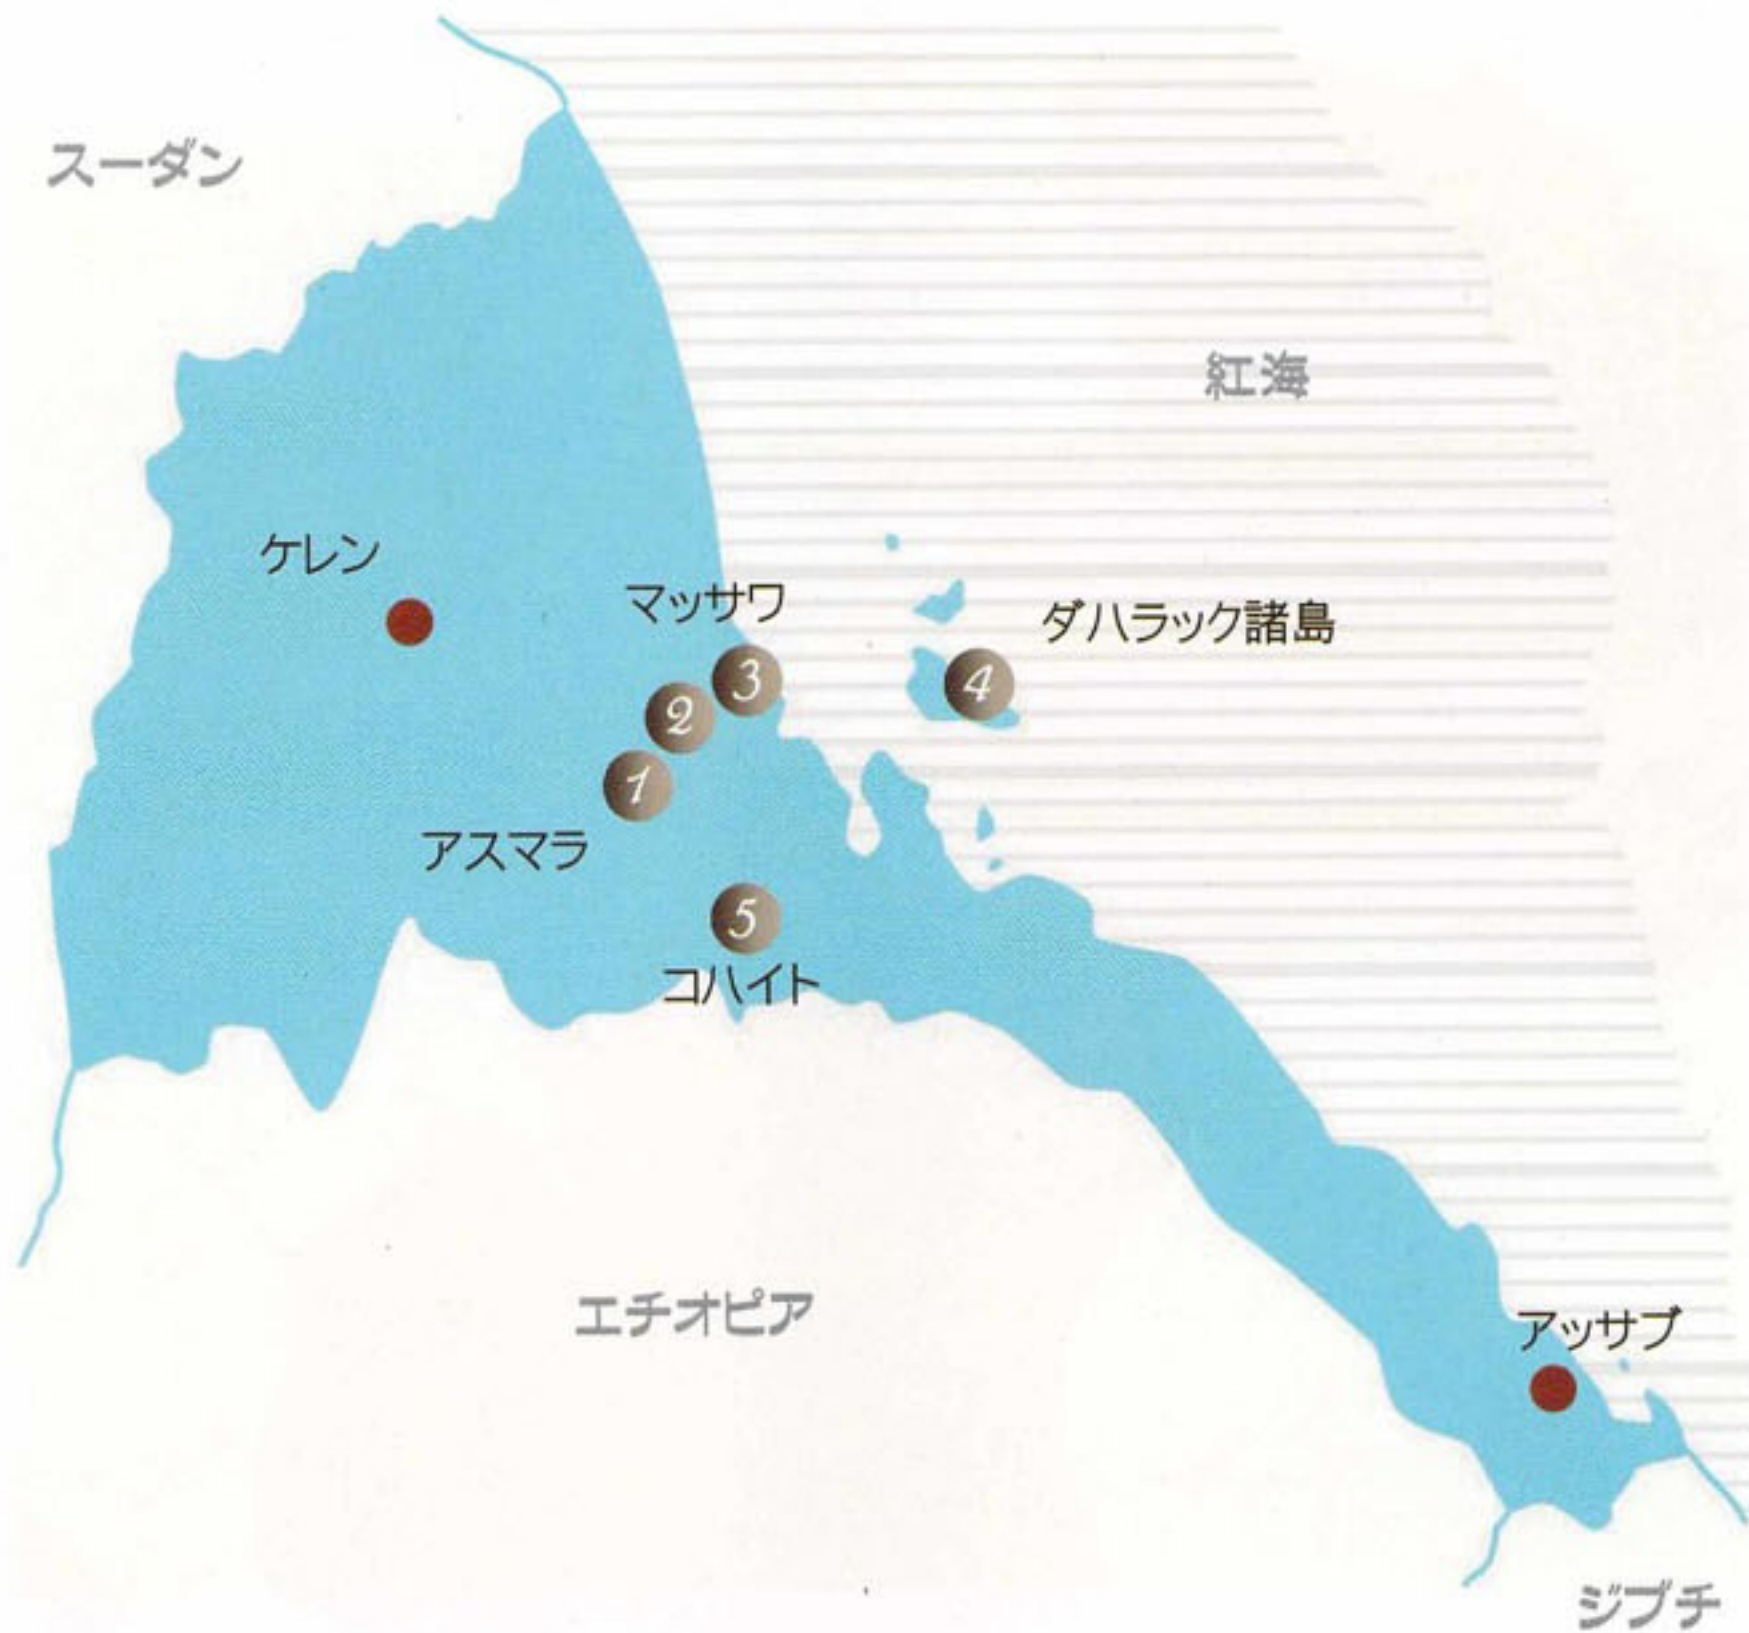 スーダン
紅海
ケレン
マッサワ
ダハラック諸島
3
4
2
1
アスマラ
5
コハイト
エチオピア
アッサブ
ジブチ